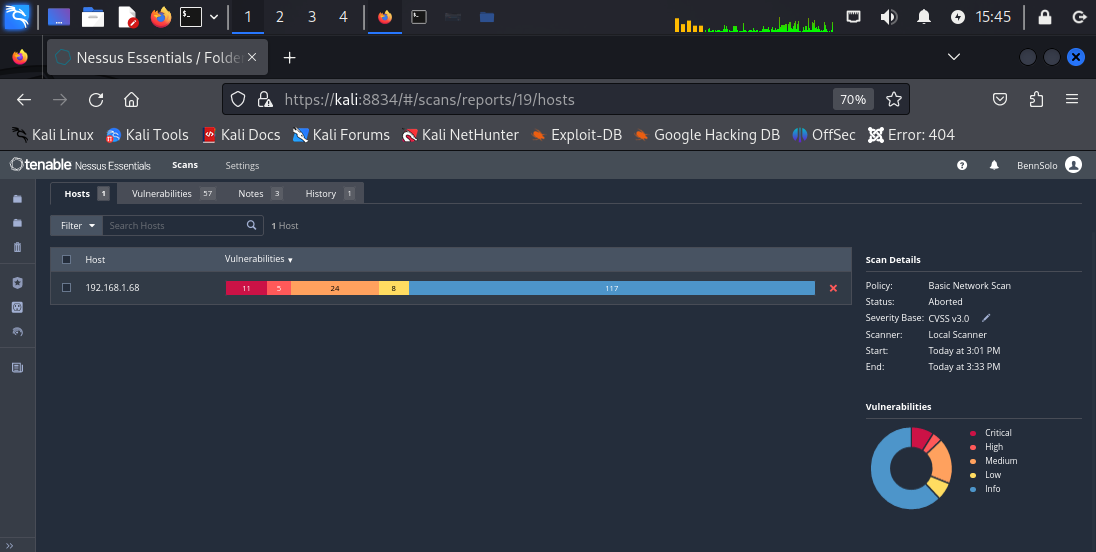 1 2 3 4 15:45
Nessus Essentials / Folder
https://kali:8834/#/scans/reports/19/hosts 70%
Kali Linux Kali Tools Kali Docs Kali Forums Kali NetHunter Exploit-DB Google Hacking DB OffSec Error: 404
tenable Nessus Essentials Scans Settings BennSolo
Hosts 1 Vulnerabilities 57 Notes 3 History 1
Filter Search Hosts 1 Host
Host Vulnerabilities
192.168.1.68 11 5 24 8 117
Scan Details
Policy: Basic Network Scan
Status: Aborted
Severity Base: CVSS v3.0
Scanner: Local Scanner
Start: Today at 3:01 PM
End: Today at 3:33 PM
Vulnerabilities
Critical
High
Medium
Low
Info